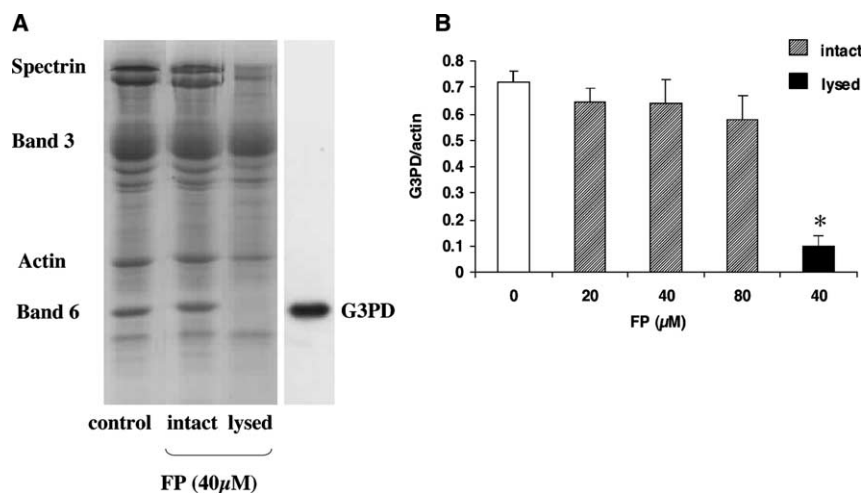 A
Spectrin
Band 3
Actin
Band 6
G3PD
control intact lysed
FP (40µM)
B
intact
lysed
0.8
0.7
0.6
0.5
0.4
0.3
0.2
0.1
0
G3PD/actin
*
0 20 40 80 40
FP (µM)